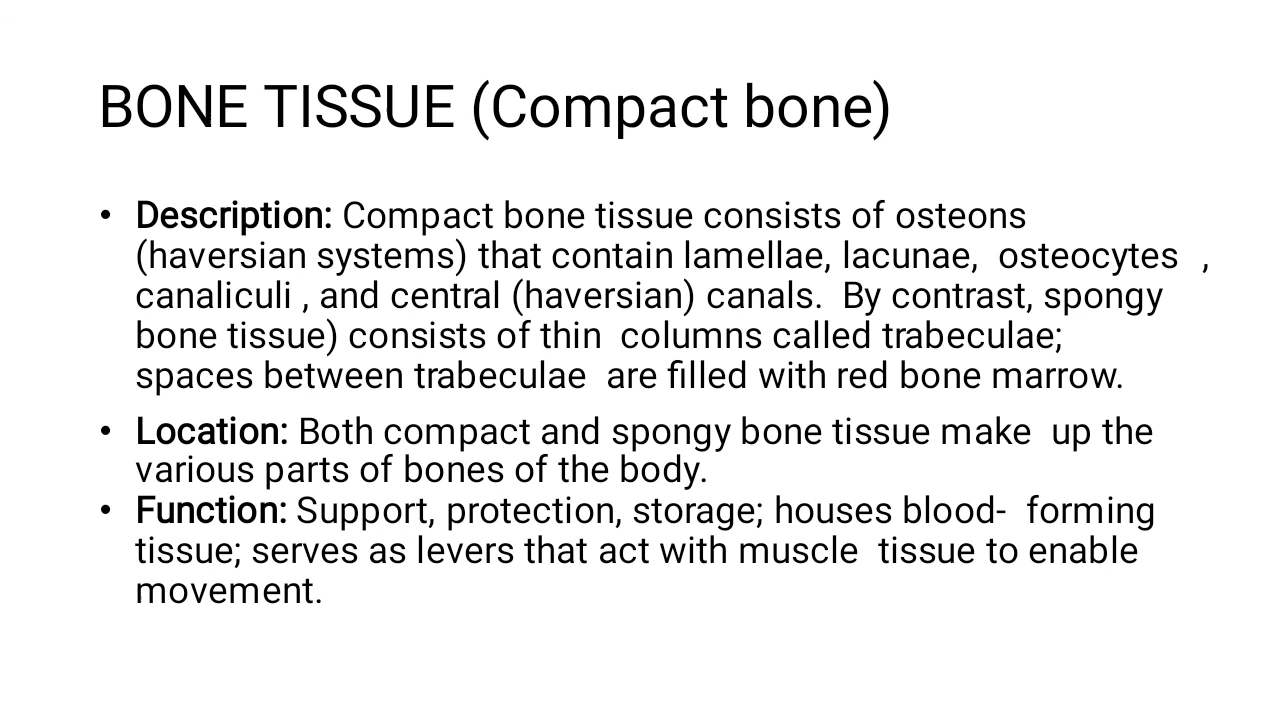 BONE TISSUE (Compact bone)
• Description: Compact bone tissue consists of osteons
(haversian systems) that contain lamellae, lacunae,  osteocytes  ,
canaliculi , and central (haversian) canals.  By contrast, spongy
bone tissue) consists of thin  columns called trabeculae;
spaces between trabeculae  are filled with red bone marrow.
• Location: Both compact and spongy bone tissue make  up the
various parts of bones of the body.
• Function: Support, protection, storage; houses blood-  forming
tissue; serves as levers that act with muscle  tissue to enable
movement.